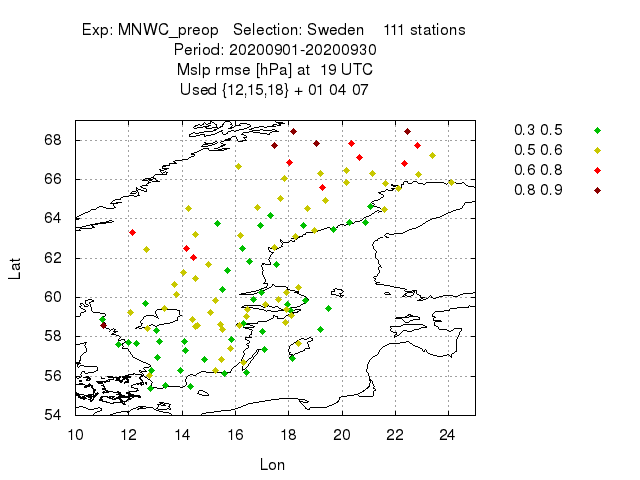 Exp: MNWC_preop Selection: Sweden 111 stations
Period: 20200901-20200930
Mslp rmse [hPa] at 19 UTC
Used {12,15,18} + 01 04 07
0.3 0.5
0.5 0.6
0.6 0.8
0.8 0.9
68
66
64
62
60
58
56
54
Lat
10 12 14 16 18 20 22 24
Lon